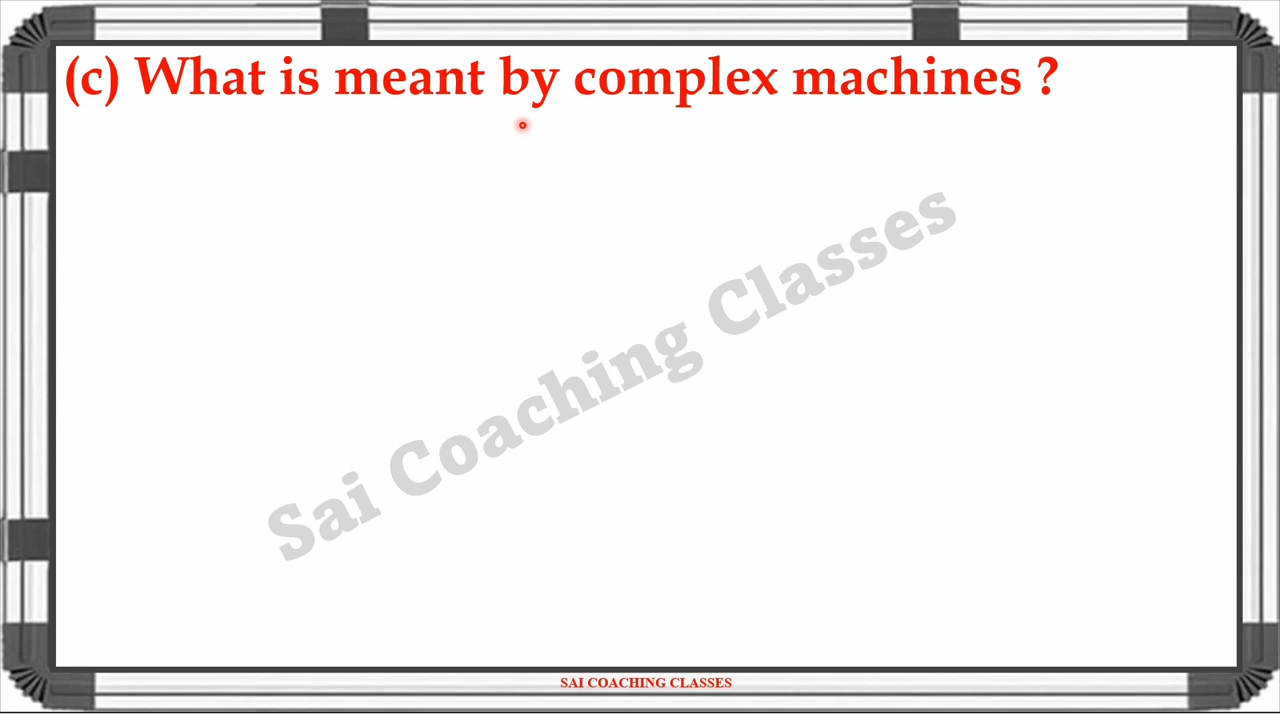 (c) What is meant by complex machines ?
Sai Coaching Classes
SAI COACHING CLASSES